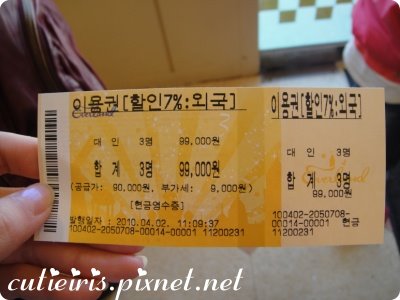 이용권[할인7%:외국]
Everland
대 인 3명 99,000원
합 계 3명 99,000원
(공급가: 90,000원, 부가세: 9,000원)
[현금영수증]
발행일자 : 2010.04.02. 11:09:37
100402-2050708-00014-00001 11200231
이용권[할인7%:외국]
대 인 3명
99,000원
합 계 3명
99,000원
100402-2050708-
00014-00001 현금
11200231
cutieiris.pixnet.net